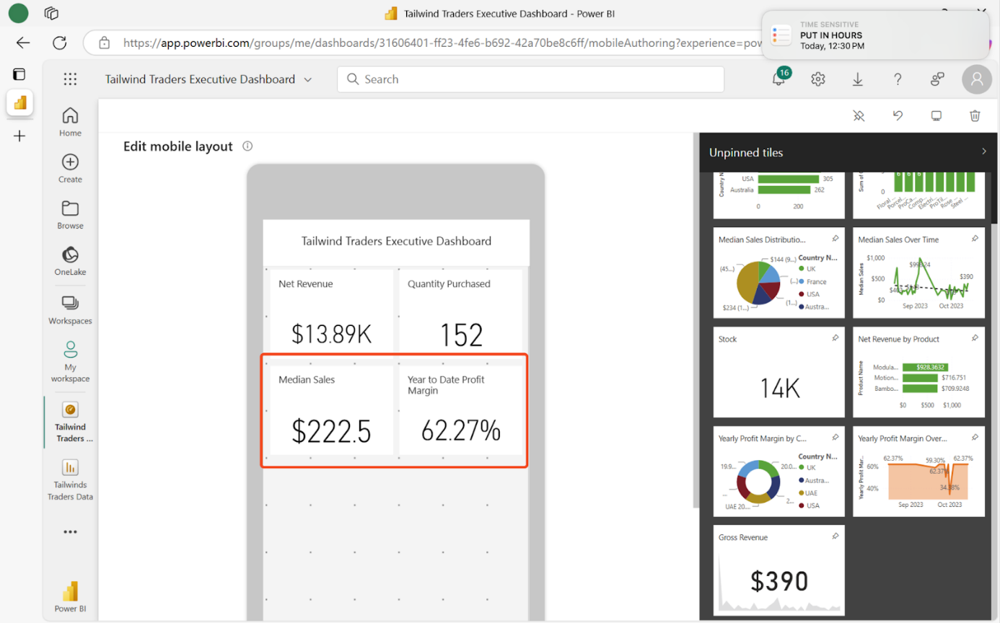 Tailwind Traders Executive Dashboard - Power BI
TIME SENSITIVE
PUT IN HOURS
Today, 12:30 PM
https://app.powerbi.com/groups/me/dashboards/31606401-ff23-4fe6-b692-42a70be8c6ff/mobileAuthoring?experience=pow
Tailwind Traders Executive Dashboard
Search
16
Home
Create
Browse
OneLake
Workspaces
My
workspace
Tailwind
Traders ...
Tailwinds
Traders Data
Power BI
Edit mobile layout
Tailwind Traders Executive Dashboard
Net Revenue
$13.89K
Quantity Purchased
152
Median Sales
$222.5
Year to Date Profit
Margin
62.27%
Unpinned tiles
Country N
USA
305
Australia
262
0
200
Sum of
6 6 6
0
Floral ...
Porcel...
ProCa...
Comp...
Electri...
ProTil...
Rose ...
Steel ...
Median Sales Distributio...
$144 (9...)
(45...)
(...)
(1...)
$234 (1...)
Country N...
UK
France
USA
Austra...
Median Sales Over Time
Median Sales
$1,000
$500
$0
$390
Sep 2023
Oct 2023
Stock
14K
Net Revenue by Product
Product Name
Modula...
$928.3632
Motion...
$716.751
Bambo...
$709.9248
$0
$500
$1,000
Yearly Profit Margin by C...
19.9...
20.0...
...
2...
UAE 20....
Country N...
UK
Austra...
UAE
USA
Yearly Profit Margin Over...
Yearly Profit Mar...
60%
40%
62.37%
59.30%
62.37%
62.37%
Sep 2023
Oct 2023
Gross Revenue
$390